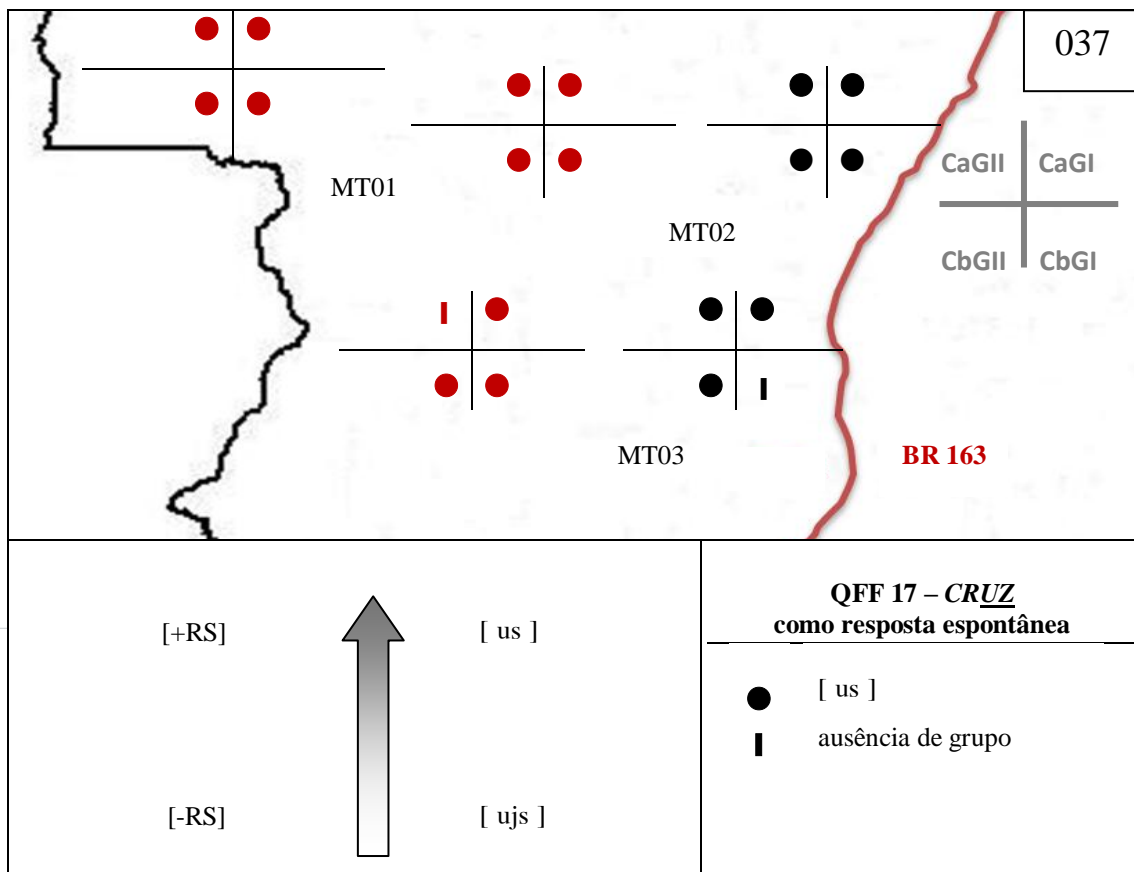 037
CaGII CaGI
MT01
MT02
CbGII CbGI
MT03
BR 163
[+RS] [ us ]
[-RS] [ ujs ]
QFF 17 – CRUZ
como resposta espontânea
[ us ]
ausência de grupo